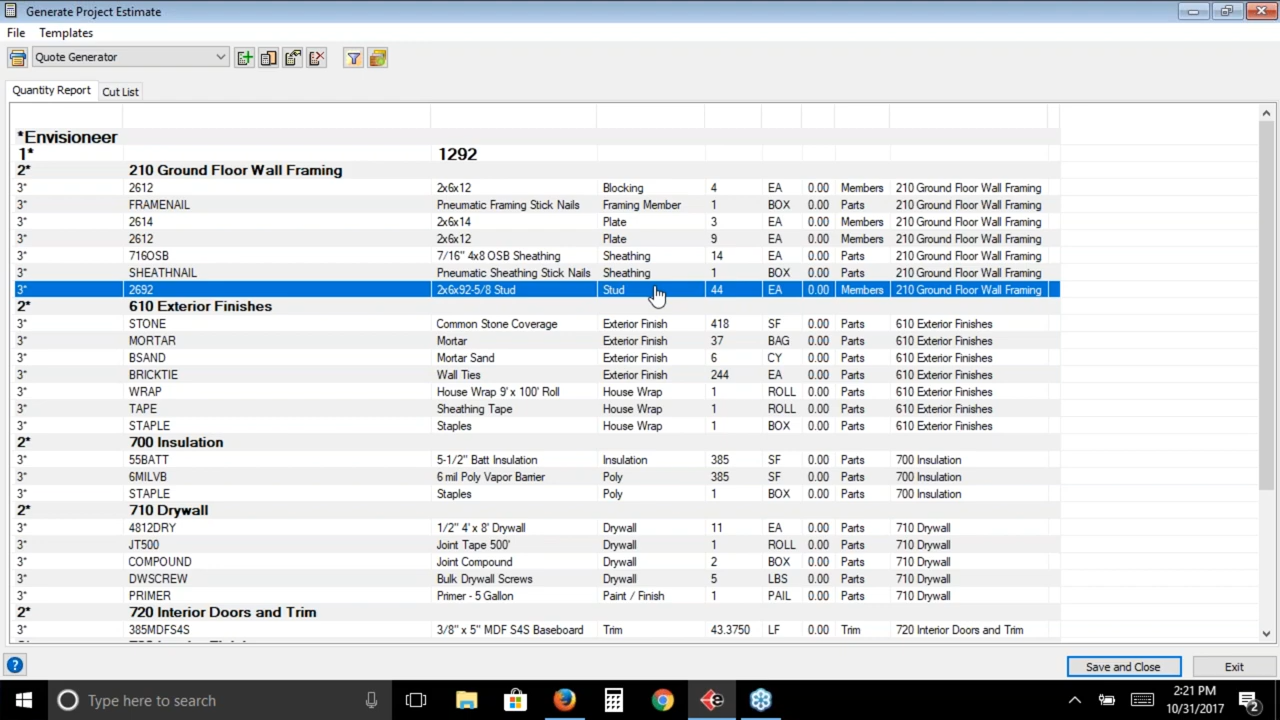 Generate Project Estimate
File Templates
Quote Generator
Quantity Report Cut List
*Envisioneer
1* 1292
2* 210 Ground Floor Wall Framing
3* 2612 2x6x12 Blocking 4 EA 0.00 Members 210 Ground Floor Wall Framing
3* FRAMENAIL Pneumatic Framing Stick Nails Framing Member 1 BOX 0.00 Parts 210 Ground Floor Wall Framing
3* 2614 2x6x14 Plate 3 EA 0.00 Members 210 Ground Floor Wall Framing
3* 2612 2x6x12 Plate 9 EA 0.00 Members 210 Ground Floor Wall Framing
3* 716OSB 7/16" 4x8 OSB Sheathing Sheathing 14 EA 0.00 Parts 210 Ground Floor Wall Framing
3* SHEATHNAIL Pneumatic Sheathing Stick Nails Sheathing 1 BOX 0.00 Parts 210 Ground Floor Wall Framing
3* 2692 2x6x92-5/8 Stud Stud 44 EA 0.00 Members 210 Ground Floor Wall Framing
2* 610 Exterior Finishes
3* STONE Common Stone Coverage Exterior Finish 418 SF 0.00 Parts 610 Exterior Finishes
3* MORTAR Mortar Exterior Finish 37 BAG 0.00 Parts 610 Exterior Finishes
3* BSAND Mortar Sand Exterior Finish 6 CY 0.00 Parts 610 Exterior Finishes
3* BRICKTIE Wall Ties Exterior Finish 244 EA 0.00 Parts 610 Exterior Finishes
3* WRAP House Wrap 9' x 100' Roll House Wrap 1 ROLL 0.00 Parts 610 Exterior Finishes
3* TAPE Sheathing Tape House Wrap 1 ROLL 0.00 Parts 610 Exterior Finishes
3* STAPLE Staples House Wrap 1 BOX 0.00 Parts 610 Exterior Finishes
2* 700 Insulation
3* 55BATT 5-1/2" Batt Insulation Insulation 385 SF 0.00 Parts 700 Insulation
3* 6MILVB 6 mil Poly Vapor Barrier Poly 385 SF 0.00 Parts 700 Insulation
3* STAPLE Staples Poly 1 BOX 0.00 Parts 700 Insulation
2* 710 Drywall
3* 4812DRY 1/2" 4' x 8' Drywall Drywall 11 EA 0.00 Parts 710 Drywall
3* JT500 Joint Tape 500' Drywall 1 ROLL 0.00 Parts 710 Drywall
3* COMPOUND Joint Compound Drywall 2 BOX 0.00 Parts 710 Drywall
3* DWSCREW Bulk Drywall Screws Drywall 5 LBS 0.00 Parts 710 Drywall
3* PRIMER Primer - 5 Gallon Paint / Finish 1 PAIL 0.00 Parts 710 Drywall
2* 720 Interior Doors and Trim
3* 385MDFS4S 3/8" x 5" MDF S4S Baseboard Trim 43.3750 LF 0.00 Trim 720 Interior Doors and Trim
Save and Close Exit
Type here to search
2:21 PM
10/31/2017
2